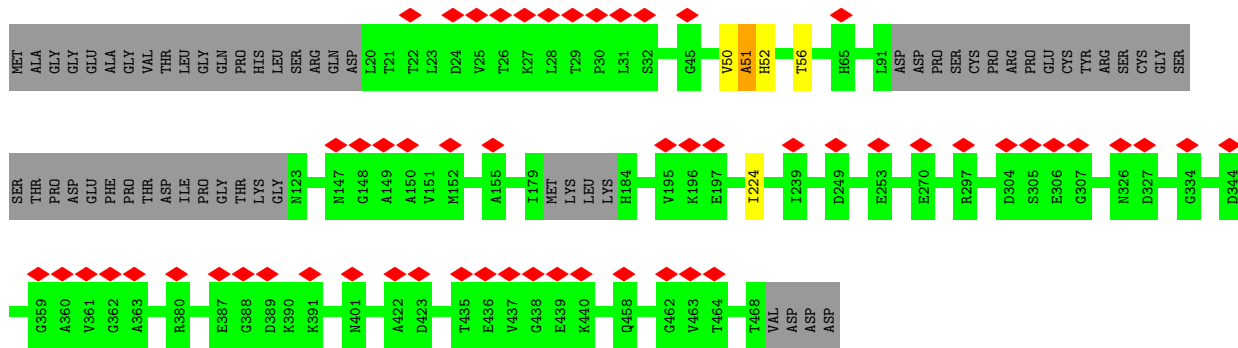 MET ALA GLY GLY GLU ALA GLY VAL THR LEU GLY GLN PRO HIS LEU SER ARG GLN ASP L20 T21 T22 L23 D24 V25 T26 K27 L28 T29 P30 L31 S32 G45 V50 A51 H52 T56 H65 L91 ASP ASP PRO SER CYS PRO ARG PRO GLU CYS TYR ARG SER CYS GLY SER
SER THR PRO ASP GLU PHE PRO THR ASP ILE PRO GLY THR LYS GLY N123 N147 G148 A149 A150 V151 M152 A155 I179 MET LYS LEU LYS H184 V195 K196 E197 I224 I239 D249 E253 E270 R297 D304 S305 E306 G307 N326 D327 G334 D344
G359 A360 V361 G362 A363 R380 E387 G388 D389 K390 K391 N401 A422 D423 T435 E436 V437 G438 E439 K440 Q458 G462 V463 T464 T468 VAL ASP ASP ASP